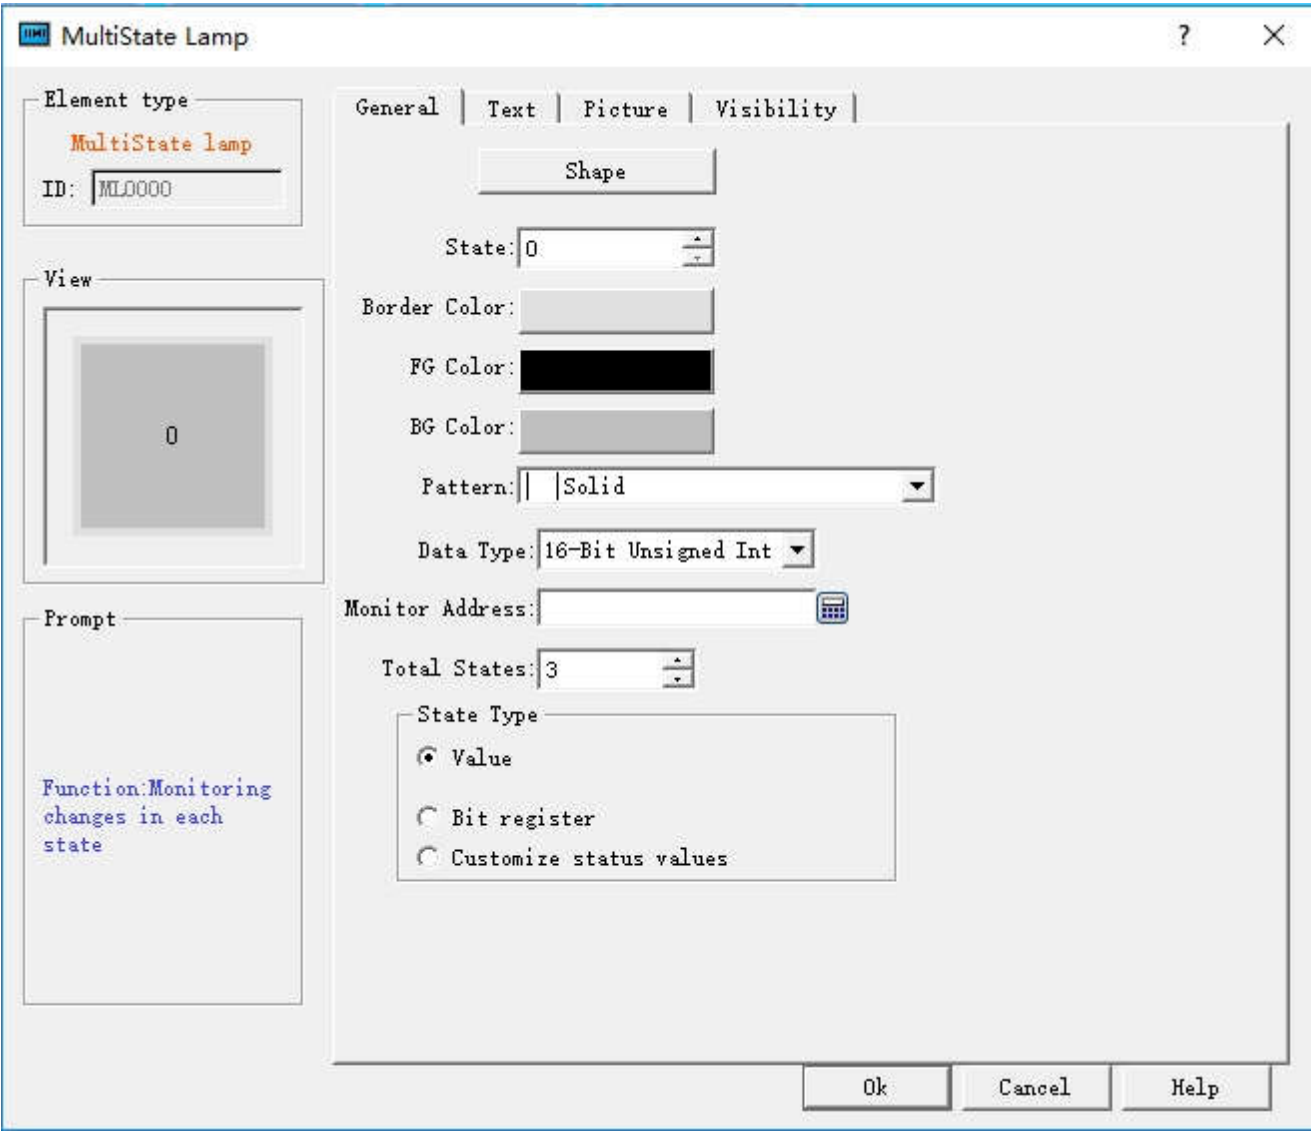 MultiState Lamp
Element type
MultiState lamp
ID: ML0000
View
0
Prompt
Function:Monitoring
changes in each
state
General Text Picture Visibility
Shape
State: 0
Border Color:
FG Color:
BG Color:
Pattern: Solid
Data Type: 16-Bit Unsigned Int
Monitor Address:
Total States: 3
State Type
Value
Bit register
Customize status values
Ok Cancel Help